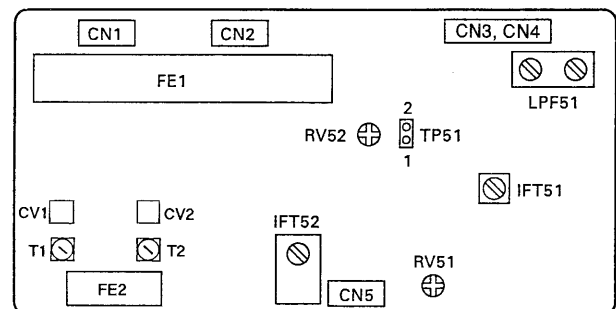 CN1
CN2
CN3, CN4
FE1
LPF51
2
RV52
TP51
1
IFT51
CV1
CV2
IFT52
T1
T2
RV51
FE2
CN5